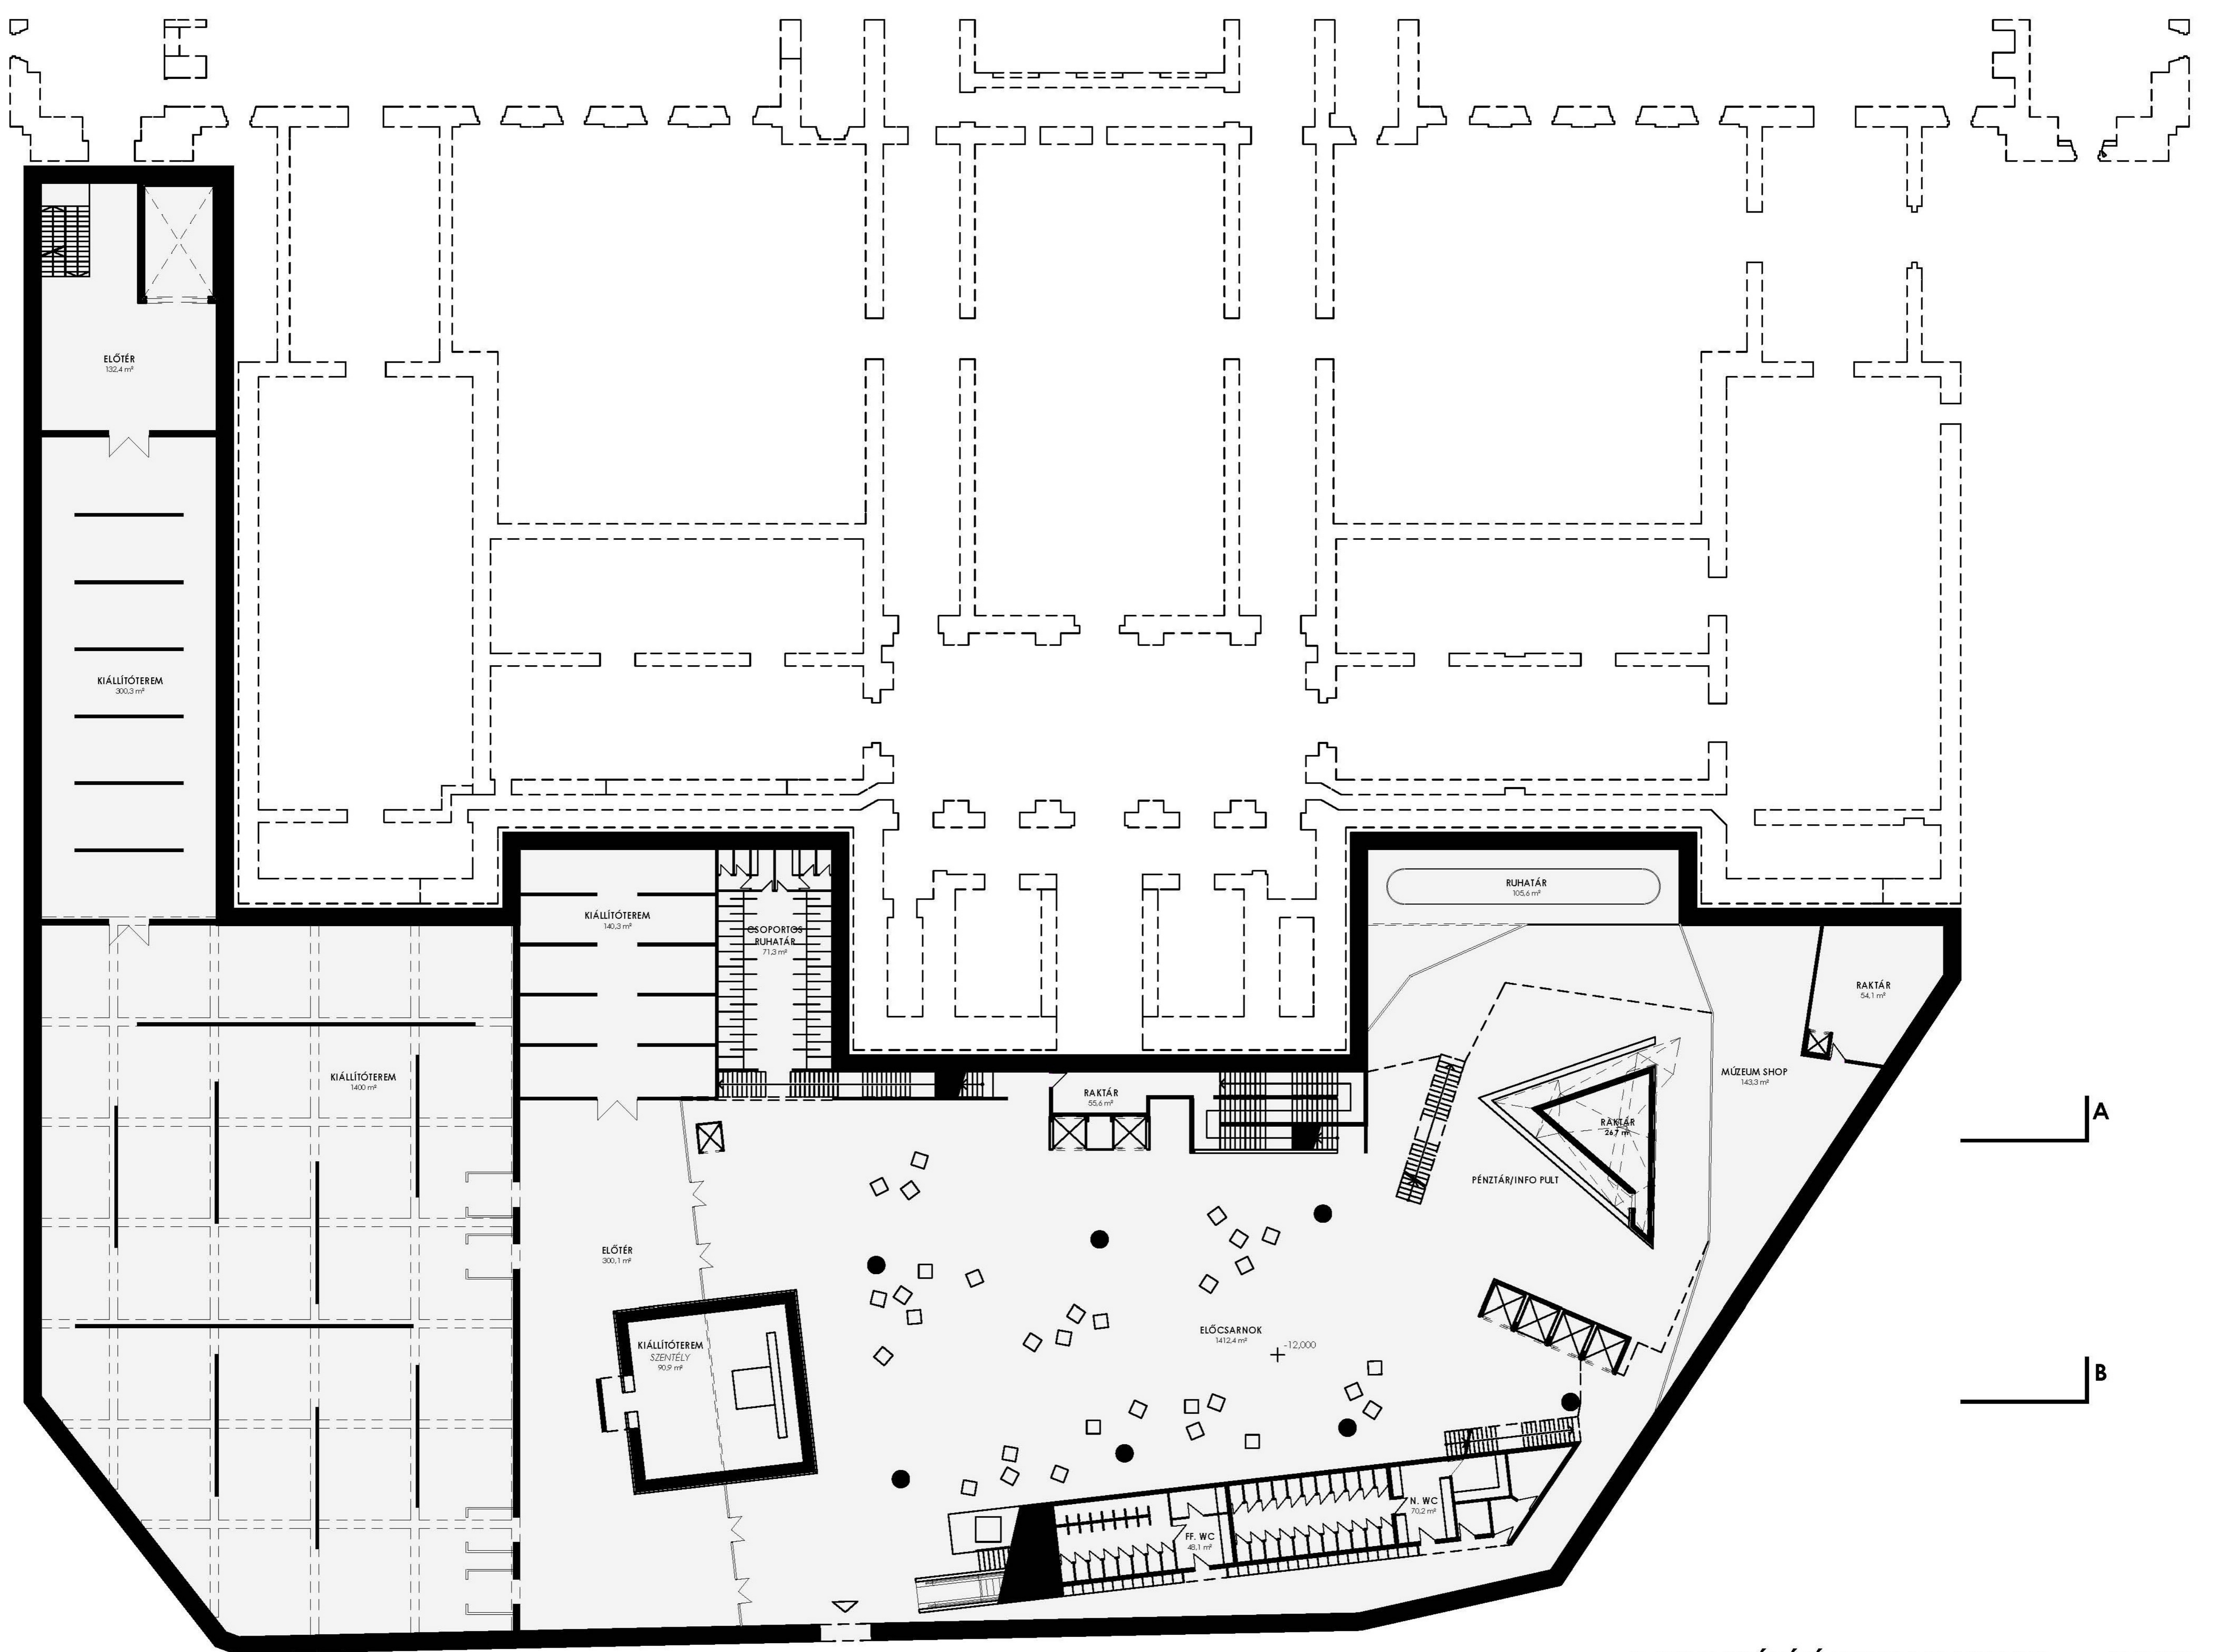 ELŐTÉR
132,4 m²
KIÁLLÍTÓTEREM
300,3 m²
KIÁLLÍTÓTEREM
140,3 m²
CSOPORTOS
RUHATÁR
71,3 m²
RUHATÁR
105,6 m²
RAKTÁR
54,1 m²
KIÁLLÍTÓTEREM
1400 m²
RAKTÁR
55,6 m²
MÚZEUM SHOP
143,3 m²
RAKTÁR
26,7 m²
A
PÉNZTÁR/INFO PULT
ELŐTÉR
300,1 m²
ELŐCSARNOK
1412,4 m²
-12,000
KIÁLLÍTÓTEREM
SZENTÉLY
90,9 m²
B
N. WC
70,2 m²
FF. WC
48,1 m²